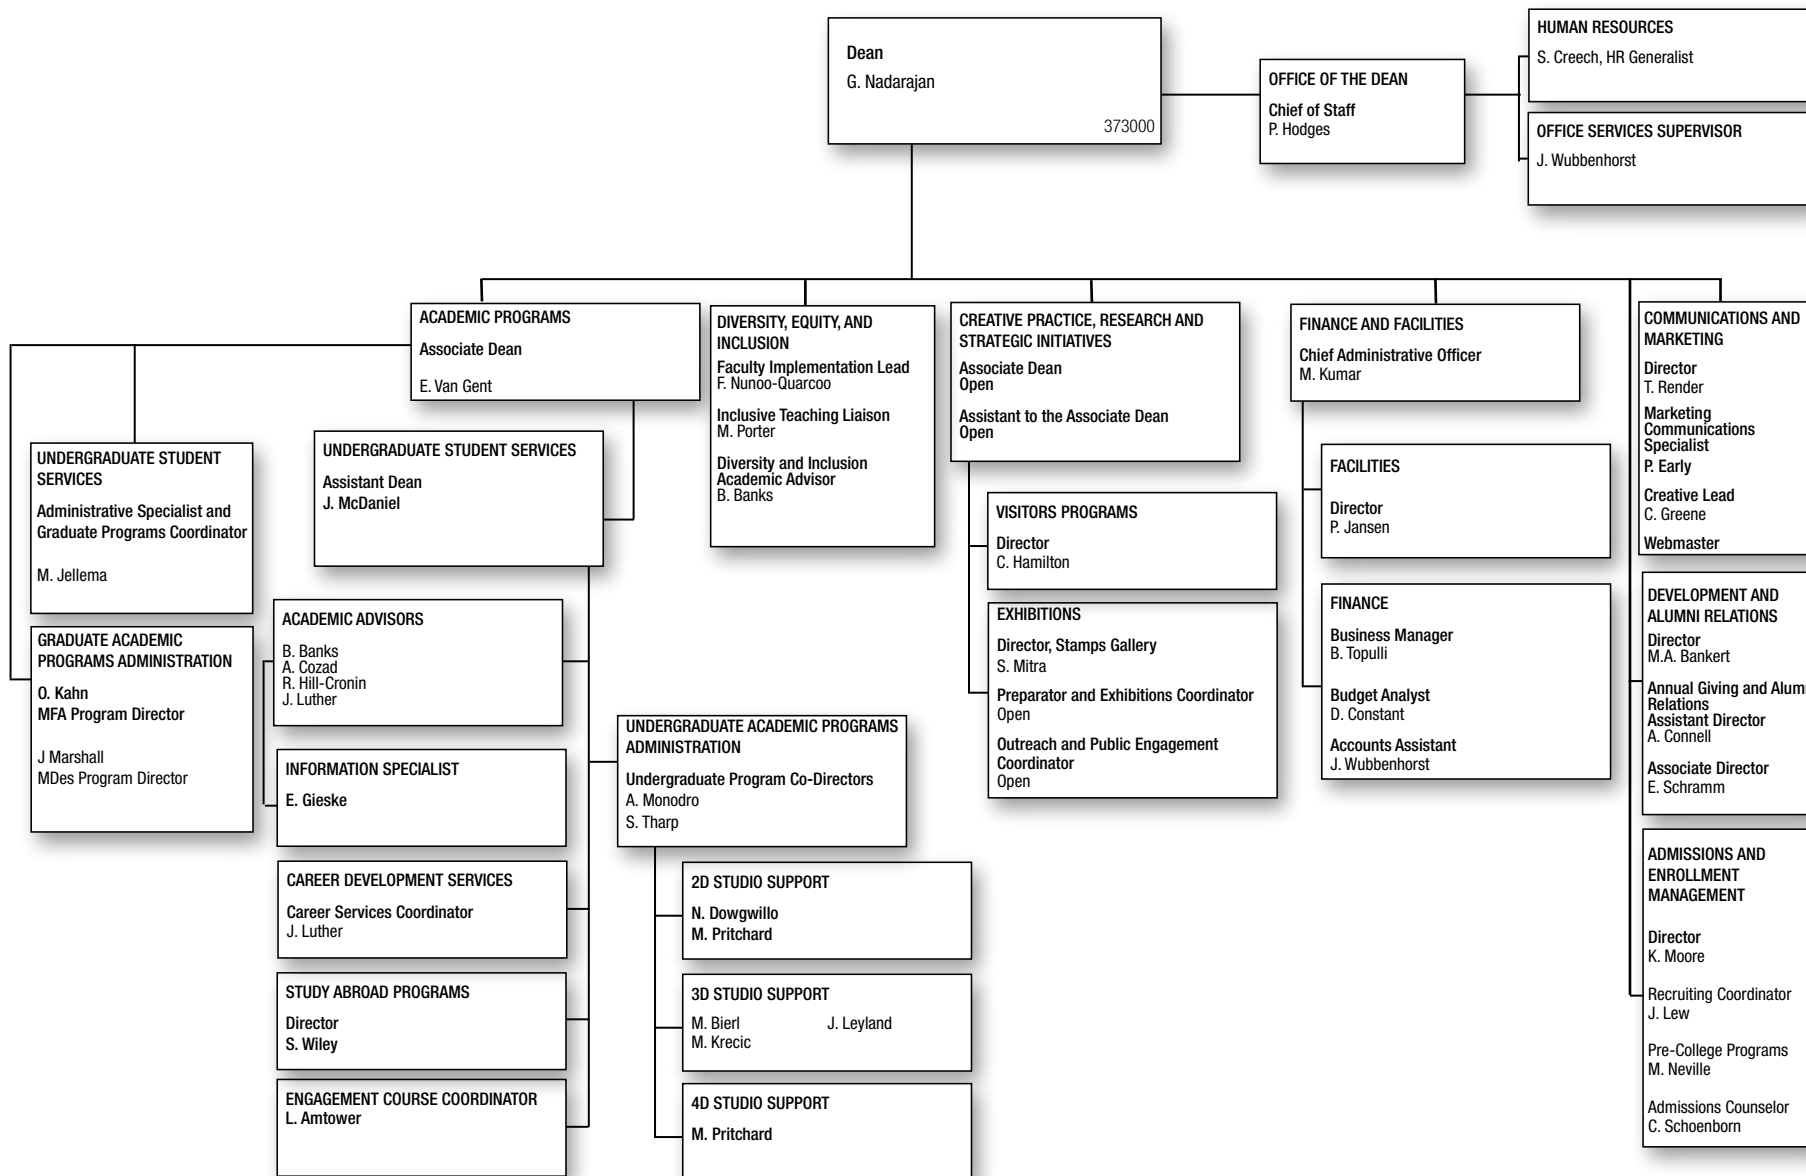 Dean
G. Nadarajan
373000
OFFICE OF THE DEAN
Chief of Staff
P. Hodges
HUMAN RESOURCES
S. Creech, HR Generalist
OFFICE SERVICES SUPERVISOR
J. Wubbenhorst
ACADEMIC PROGRAMS
Associate Dean
E. Van Gent
DIVERSITY, EQUITY, AND
INCLUSION
Faculty Implementation Lead
F. Nunoo-Quarcoo
Inclusive Teaching Liaison
M. Porter
Diversity and Inclusion
Academic Advisor
B. Banks
CREATIVE PRACTICE, RESEARCH AND
STRATEGIC INITIATIVES
Associate Dean
Open
Assistant to the Associate Dean
Open
FINANCE AND FACILITIES
Chief Administrative Officer
M. Kumar
COMMUNICATIONS AND
MARKETING
Director
T. Render
Marketing
Communications
Specialist
P. Early
Creative Lead
C. Greene
Webmaster
UNDERGRADUATE STUDENT
SERVICES
Administrative Specialist and
Graduate Programs Coordinator
M. Jellema
UNDERGRADUATE STUDENT SERVICES
Assistant Dean
J. McDaniel
VISITORS PROGRAMS
Director
C. Hamilton
FACILITIES
Director
P. Jansen
GRADUATE ACADEMIC
PROGRAMS ADMINISTRATION
O. Kahn
MFA Program Director
J Marshall
MDes Program Director
ACADEMIC ADVISORS
B. Banks
A. Cozad
R. Hill-Cronin
J. Luther
EXHIBITIONS
Director, Stamps Gallery
S. Mitra
Preparator and Exhibitions Coordinator
Open
Outreach and Public Engagement
Coordinator
Open
FINANCE
Business Manager
B. Topulli
Budget Analyst
D. Constant
Accounts Assistant
J. Wubbenhorst
DEVELOPMENT AND
ALUMNI RELATIONS
Director
M.A. Bankert
Annual Giving and
Relations
Assistant Director
A. Connell
Associate Director
E. Schramm
INFORMATION SPECIALIST
E. Gieske
UNDERGRADUATE ACADEMIC PROGRAMS
ADMINISTRATION
Undergraduate Program Co-Directors
A. Monodro
S. Tharp
CAREER DEVELOPMENT SERVICES
Career Services Coordinator
J. Luther
2D STUDIO SUPPORT
N. Dowgwillo
M. Pritchard
ADMISSIONS AND
ENROLLMENT
MANAGEMENT
Director
K. Moore
Recruiting Coordinator
J. Lew
Pre-College Programs
M. Neville
Admissions Counselor
C. Schoenborn
STUDY ABROAD PROGRAMS
Director
S. Wiley
3D STUDIO SUPPORT
M. Bierl J. Leyland
M. Krecic
ENGAGEMENT COURSE COORDINATOR
L. Amtower
4D STUDIO SUPPORT
M. Pritchard